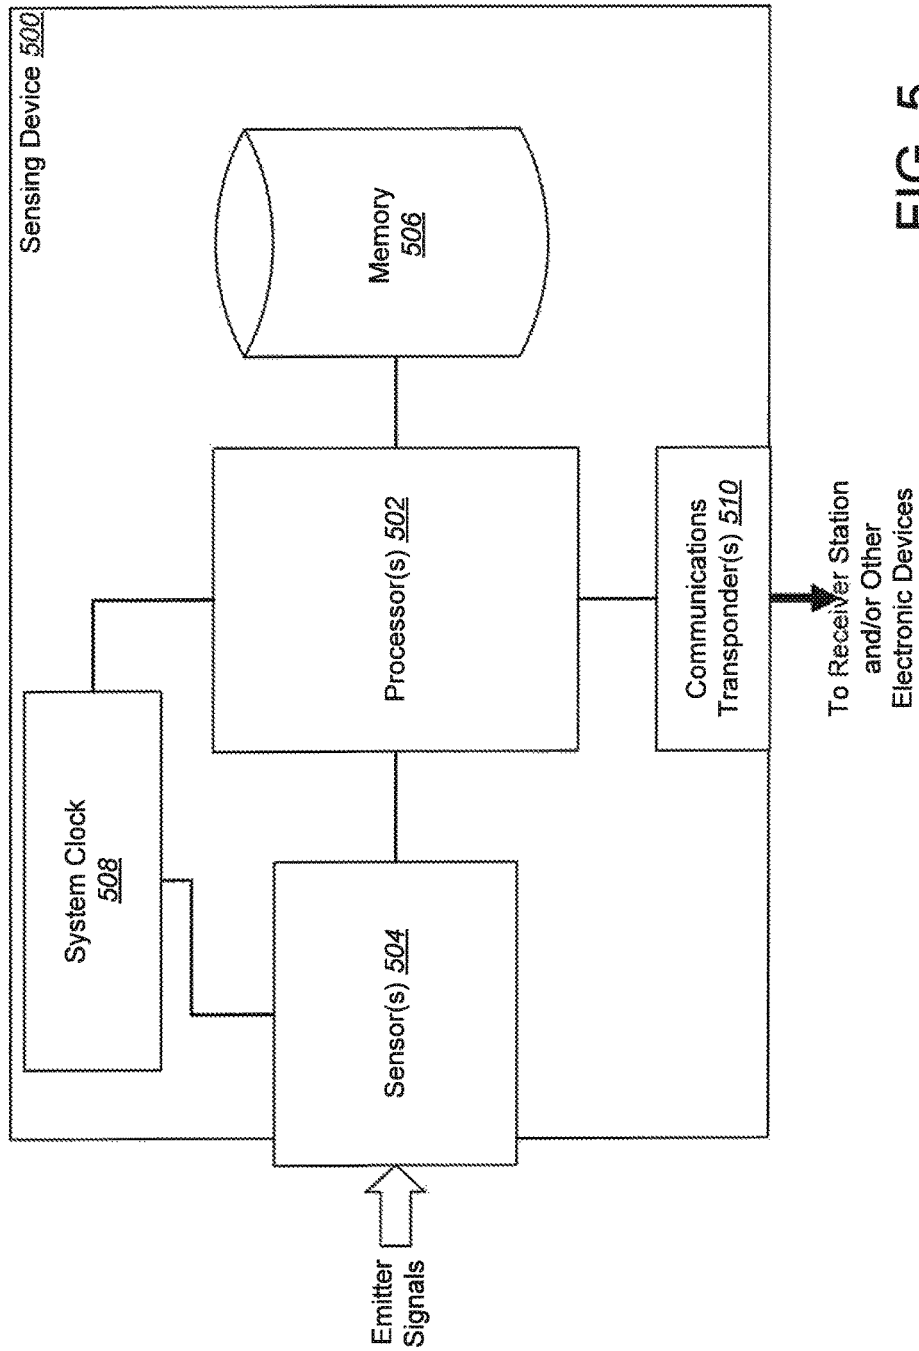 Sensing Device 500
System Clock
508
Emitter
Signals
Sensor(s) 504
Processor(s) 502
Memory
506
Communications
Transponder(s) 510
To Receiver Station
and/or Other
Electronic Devices
FIG. 5